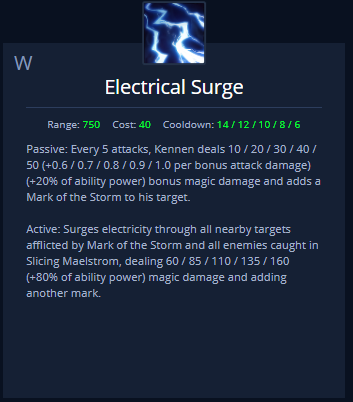 W
Electrical Surge
Range: 750 Cost: 40 Cooldown: 14 / 12 / 10 / 8 / 6
Passive: Every 5 attacks, Kennen deals 10 / 20 / 30 / 40 /
50 (+0.6 / 0.7 / 0.8 / 0.9 / 1.0 per bonus attack damage)
(+20% of ability power) bonus magic damage and adds a
Mark of the Storm to his target.
Active: Surges electricity through all nearby targets
afflicted by Mark of the Storm and all enemies caught in
Slicing Maelstrom, dealing 60 / 85 / 110 / 135 / 160
(+80% of ability power) magic damage and adding
another mark.